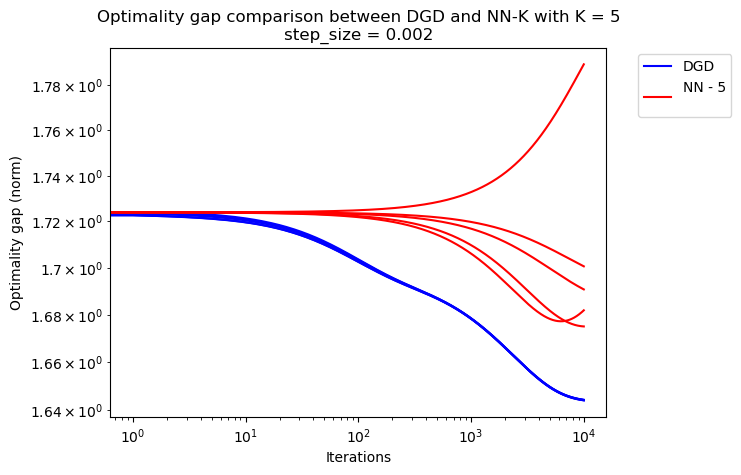 Optimality gap comparison between DGD and NN-K with K = 5
step_size = 0.002
DGD
NN - 5
Optimality gap (norm)
1.78 × 10⁰
1.76 × 10⁰
1.74 × 10⁰
1.72 × 10⁰
1.7 × 10⁰
1.68 × 10⁰
1.66 × 10⁰
1.64 × 10⁰
10⁰ 10¹ 10² 10³ 10⁴
Iterations